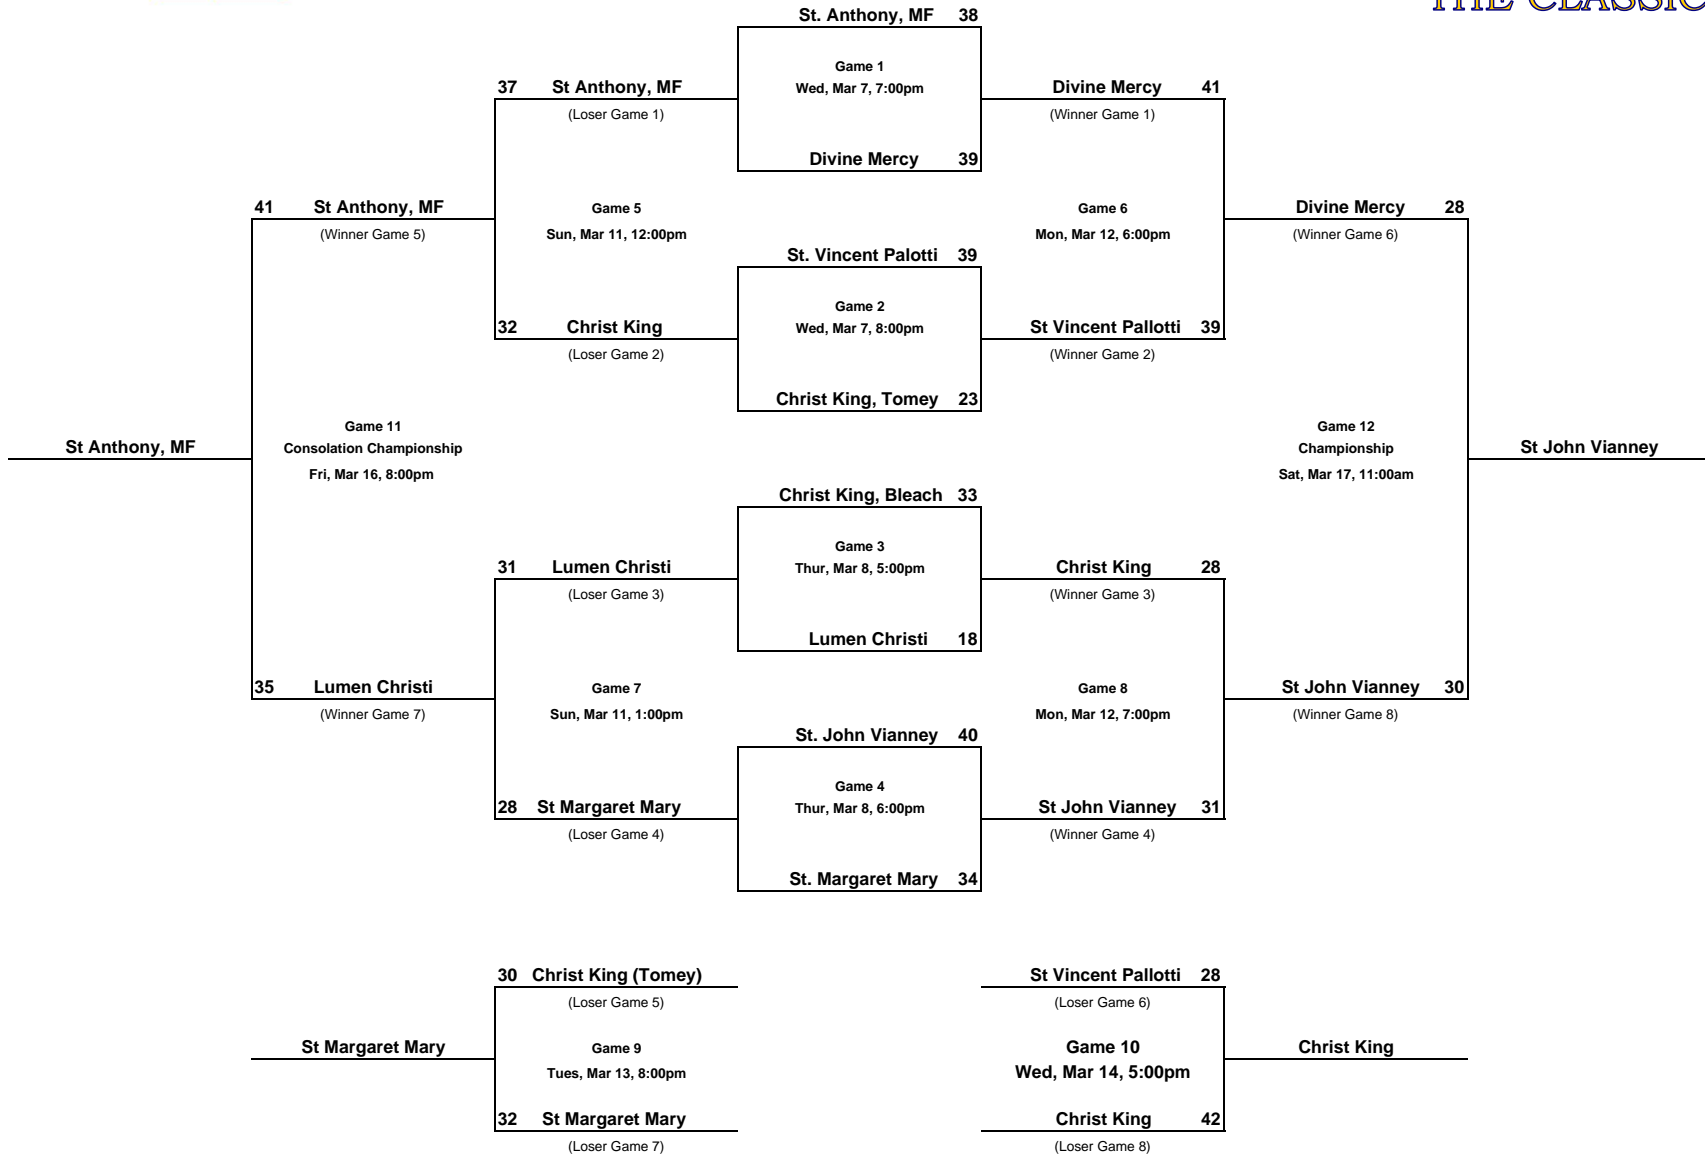 THE CLASSIC
St. Anthony, MF 38
Game 1
37 St Anthony, MF
Wed, Mar 7, 7:00pm
Divine Mercy 41
(Loser Game 1)
(Winner Game 1)
Divine Mercy 39
41 St Anthony, MF
Game 5
Game 6
Divine Mercy 28
(Winner Game 5)
Sun, Mar 11, 12:00pm
Mon, Mar 12, 6:00pm
(Winner Game 6)
St. Vincent Palotti 39
Game 2
32 Christ King
Wed, Mar 7, 8:00pm
St Vincent Pallotti 39
(Loser Game 2)
(Winner Game 2)
Christ King, Tomey 23
Game 11
Game 12
St Anthony, MF
Consolation Championship
Championship
St John Vianney
Fri, Mar 16, 8:00pm
Sat, Mar 17, 11:00am
Christ King, Bleach 33
Game 3
31 Lumen Christi
Thur, Mar 8, 5:00pm
Christ King 28
(Loser Game 3)
(Winner Game 3)
Lumen Christi 18
35 Lumen Christi
Game 7
Game 8
St John Vianney 30
(Winner Game 7)
Sun, Mar 11, 1:00pm
Mon, Mar 12, 7:00pm
(Winner Game 8)
St. John Vianney 40
Game 4
28 St Margaret Mary
Thur, Mar 8, 6:00pm
St John Vianney 31
(Loser Game 4)
(Winner Game 4)
St. Margaret Mary 34
30 Christ King (Tomey)
St Vincent Pallotti 28
(Loser Game 5)
(Loser Game 6)
St Margaret Mary
Game 9
Game 10
Christ King
Tues, Mar 13, 8:00pm
Wed, Mar 14, 5:00pm
32 St Margaret Mary
Christ King 42
(Loser Game 7)
(Loser Game 8)